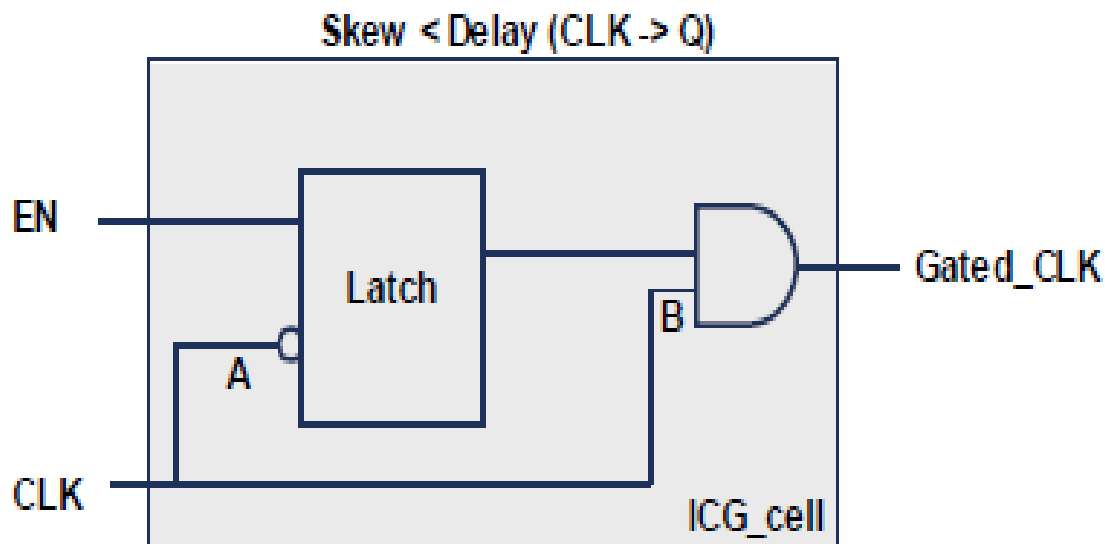 Skew < Delay (CLK -> Q)
EN
Latch
Gated_CLK
B
A
CLK
ICG_cell